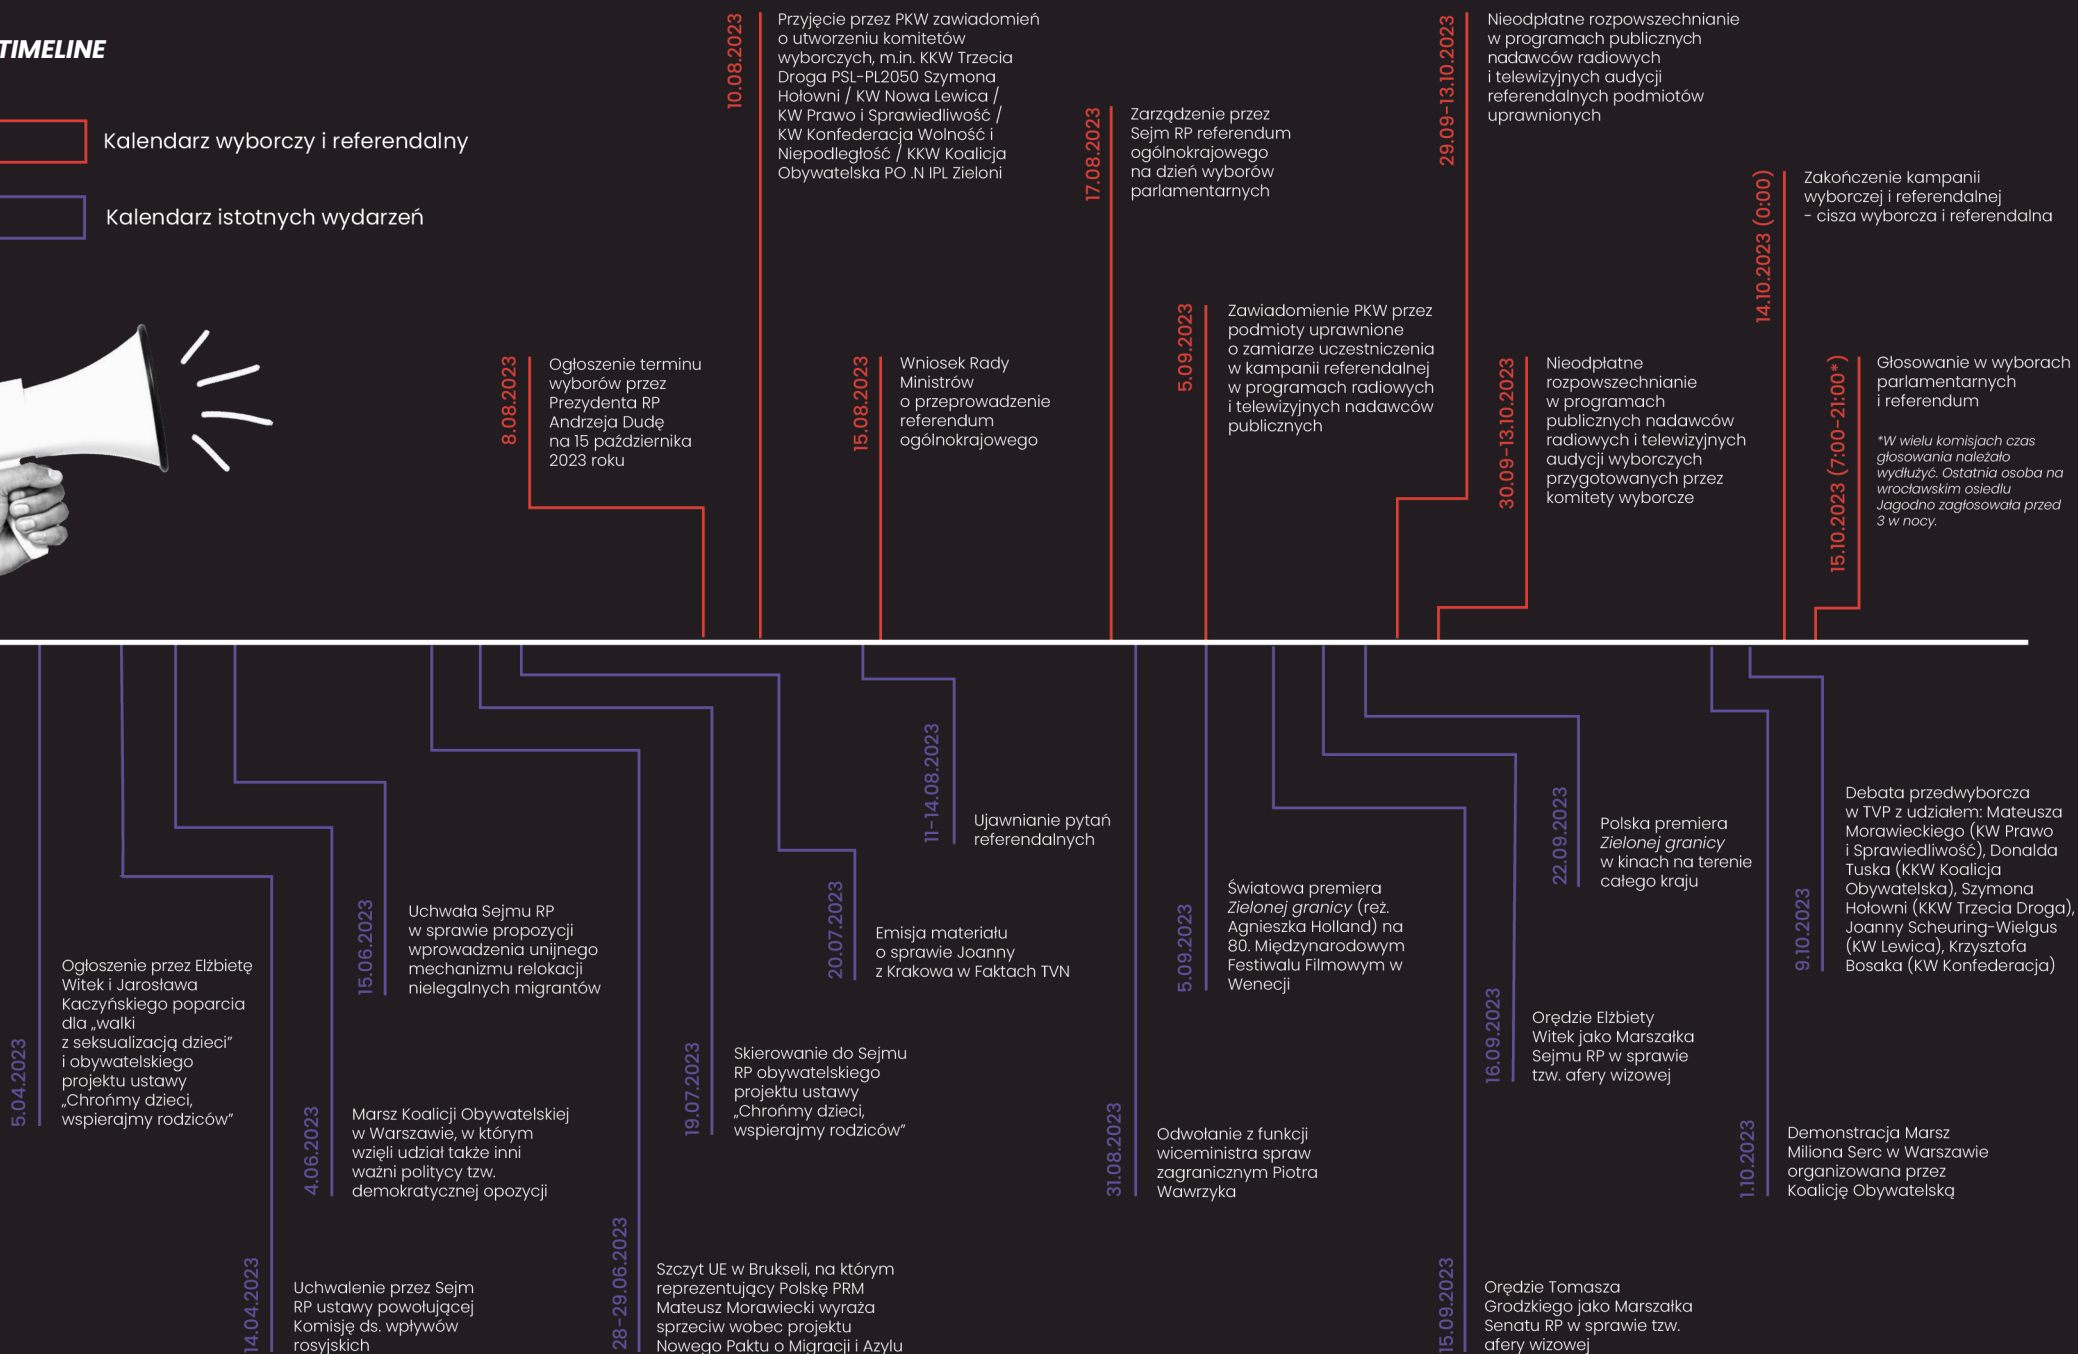 TIMELINE
Kalendarz wyborczy i referendalny
Kalendarz istotnych wydarzeń
8.08.2023
Ogłoszenie terminu
wyborów przez
Prezydenta RP
Andrzeja Dudę
na 15 października
2023 roku
10.08.2023
Przyjęcie przez PKW zawiadomień
o utworzeniu komitetów
wyborczych, m.in. KKW Trzecia
Droga PSL-PL2050 Szymona
Hołowni / KW Nowa Lewica /
KW Prawo i Sprawiedliwość /
KW Konfederacja Wolność i
Niepodległość / KKW Koalicja
Obywatelska PO .N IPL Zieloni
15.08.2023
Wniosek Rady
Ministrów
o przeprowadzenie
referendum
ogólnokrajowego
17.08.2023
Zarządzenie przez
Sejm RP referendum
ogólnokrajowego
na dzień wyborów
parlamentarnych
5.09.2023
Zawiadomienie PKW przez
podmioty uprawnione
o zamiarze uczestniczenia
w kampanii referendalnej
w programach radiowych
i telewizyjnych nadawców
publicznych
29.09-13.10.2023
Nieodpłatne rozpowszechnianie
w programach publicznych
nadawców radiowych
i telewizyjnych audycji
referendalnych podmiotów
uprawnionych
30.09-13.10.2023
Nieodpłatne
rozpowszechnianie
w programach
publicznych nadawców
radiowych i telewizyjnych
audycji wyborczych
przygotowanych przez
komitety wyborcze
14.10.2023 (0:00)
Zakończenie kampanii
wyborczej i referendalnej
- cisza wyborcza i referendalna
15.10.2023 (7:00-21:00*)
Głosowanie w wyborach
parlamentarnych
i referendum
*W wielu komisjach czas
głosowania należało
wydłużyć. Ostatnia osoba na
wrocławskim osiedlu
Jagodno zagłosowała przed
3 w nocy.
5.04.2023
Ogłoszenie przez Elżbietę
Witek i Jarosława
Kaczyńskiego poparcia
dla „walki
z seksualizacją dzieci”
i obywatelskiego
projektu ustawy
„Chrońmy dzieci,
wspierajmy rodziców”
14.04.2023
Uchwalenie przez Sejm
RP ustawy powołującej
Komisję ds. wpływów
rosyjskich
4.06.2023
Marsz Koalicji Obywatelskiej
w Warszawie, w którym
wzięli udział także inni
ważni politycy tzw.
demokratycznej opozycji
15.06.2023
Uchwała Sejmu RP
w sprawie propozycji
wprowadzenia unijnego
mechanizmu relokacji
nielegalnych migrantów
28-29.06.2023
Szczyt UE w Brukseli, na którym
reprezentujący Polskę PRM
Mateusz Morawiecki wyraża
sprzeciw wobec projektu
Nowego Paktu o Migracji i Azylu
19.07.2023
Skierowanie do Sejmu
RP obywatelskiego
projektu ustawy
„Chrońmy dzieci,
wspierajmy rodziców”
20.07.2023
Emisja materiału
o sprawie Joanny
z Krakowa w Faktach TVN
11-14.08.2023
Ujawnianie pytań
referendalnych
31.08.2023
Odwołanie z funkcji
wiceministra spraw
zagranicznym Piotra
Wawrzyka
5.09.2023
Światowa premiera
Zielonej granicy (reż.
Agnieszka Holland) na
80. Międzynarodowym
Festiwalu Filmowym w
Wenecji
15.09.2023
Orędzie Tomasza
Grodzkiego jako Marszałka
Senatu RP w sprawie tzw.
afery wizowej
16.09.2023
Orędzie Elżbiety
Witek jako Marszałka
Sejmu RP w sprawie
tzw. afery wizowej
22.09.2023
Polska premiera
Zielonej granicy
w kinach na terenie
całego kraju
1.10.2023
Demonstracja Marsz
Miliona Serc w Warszawie
organizowana przez
Koalicję Obywatelską
9.10.2023
Debata przedwyborcza
w TVP z udziałem: Mateusza
Morawieckiego (KW Prawo
i Sprawiedliwość), Donalda
Tuska (KKW Koalicja
Obywatelska), Szymona
Hołowni (KKW Trzecia Droga),
Joanny Scheuring-Wielgus
(KW Lewica), Krzysztofa
Bosaka (KW Konfederacja)